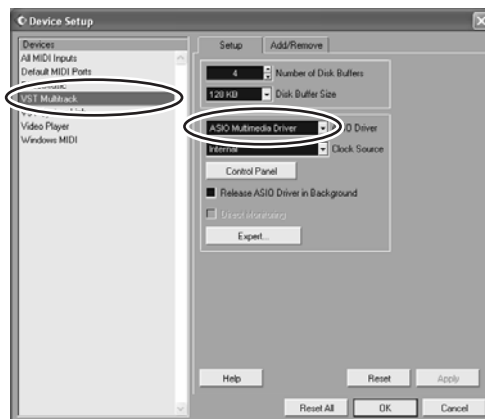 Device Setup
Devices
All MIDI Inputs
Default MIDI Ports
VST Multitrack
Video Player
Windows MIDI
Setup
Add/Remove
4 Number of Disk Buffers
128 KB Disk Buffer Size
ASIO Multimedia Driver Driver
Internal Clock Source
Control Panel
Release ASIO Driver in Background
Direct Monitoring
Expert...
Help
Reset
Apply
Reset All
OK
Cancel